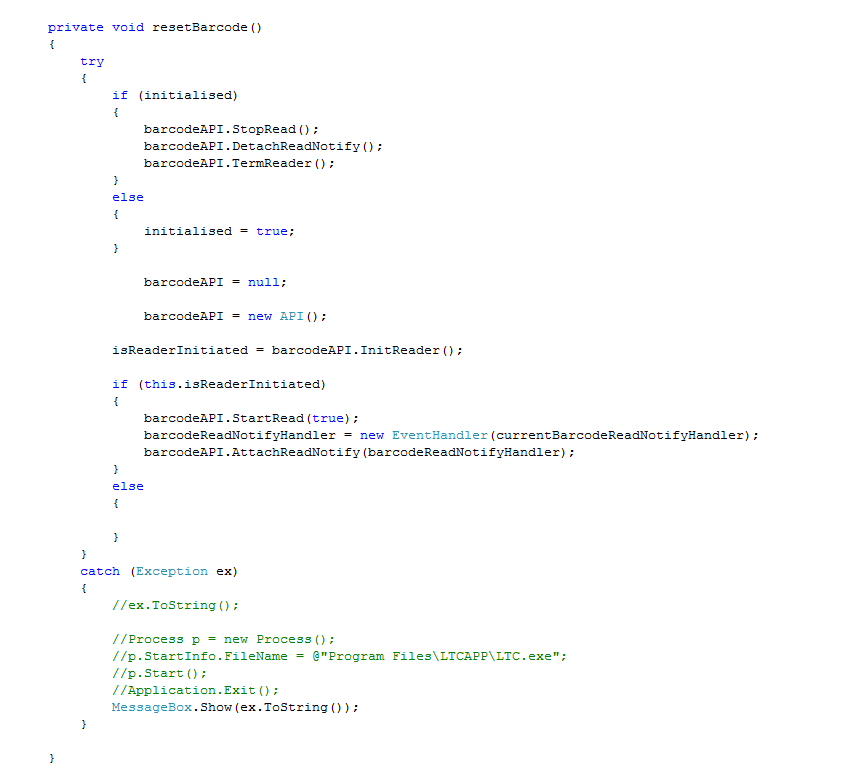 private void resetBarcode()
{
    try
    {
        if (initialised)
        {
            barcodeAPI.StopRead();
            barcodeAPI.DetachReadNotify();
            barcodeAPI.TermReader();
        }
        else
        {
            initialised = true;
        }

            barcodeAPI = null;

            barcodeAPI = new API();

        isReaderInitiated = barcodeAPI.InitReader();

        if (this.isReaderInitiated)
        {
            barcodeAPI.StartRead(true);
            barcodeReadNotifyHandler = new EventHandler(currentBarcodeReadNotifyHandler);
            barcodeAPI.AttachReadNotify(barcodeReadNotifyHandler);
        }
        else
        {

        }
    }
    catch (Exception ex)
    {
        //ex.ToString();

        //Process p = new Process();
        //p.StartInfo.FileName = @"Program Files\LTCAPP\LTC.exe";
        //p.Start();
        //Application.Exit();
        MessageBox.Show(ex.ToString());
    }

}